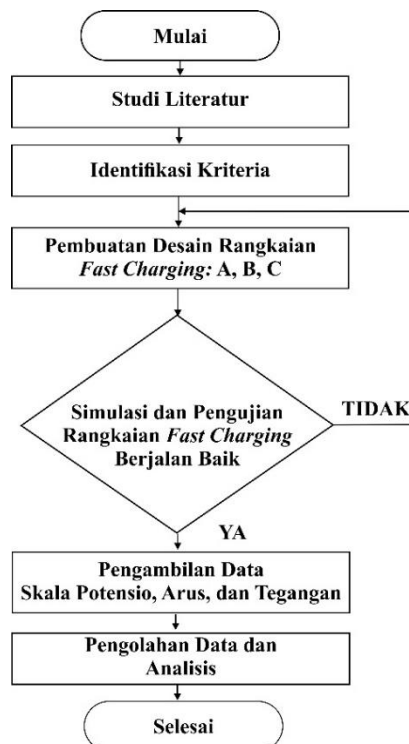 Mulai
Studi Literatur
Identifikasi Kriteria
Pembuatan Desain Rangkaian
Fast Charging: A, B, C
Simulasi dan Pengujian
Rangkaian Fast Charging
Berjalan Baik
TIDAK
YA
Pengambilan Data
Skala Potensio, Arus, dan Tegangan
Pengolahan Data dan
Analisis
Selesai